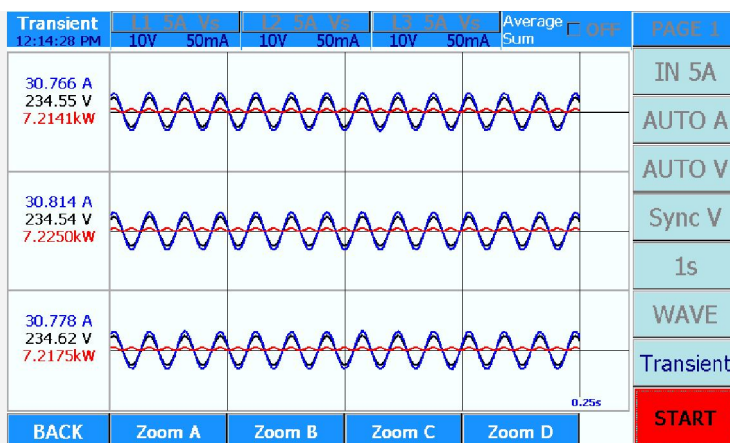 Transient
12:14:28 PM
L1 5A Vs
10V 50mA
L2 5A Vs
10V 50mA
L3 5A Vs
10V 50mA
Average
Sum
OFF
PAGE 1
30.766 A
234.55 V
7.2141kW
30.814 A
234.54 V
7.2250kW
30.778 A
234.62 V
7.2175kW
0.25s
IN 5A
AUTO A
AUTO V
Sync V
1s
WAVE
Transient
START
BACK
Zoom A
Zoom B
Zoom C
Zoom D